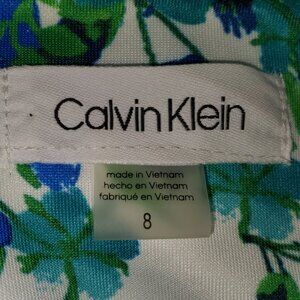 Calvin Klein
made in Vietnam
hecho en Vietnam
fabriqué en Vietnam
8